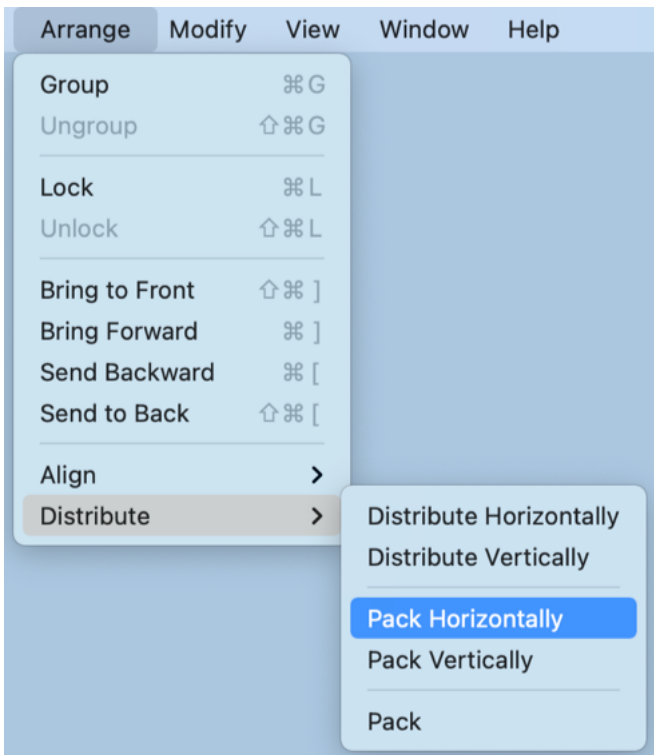 Arrange Modify View Window Help
Group ⌘G
Ungroup ⇧⌘G
Lock ⌘L
Unlock ⇧⌘L
Bring to Front ⇧⌘]
Bring Forward ⌘]
Send Backward ⌘[
Send to Back ⇧⌘[
Align
Distribute
Distribute Horizontally
Distribute Vertically
Pack Horizontally
Pack Vertically
Pack